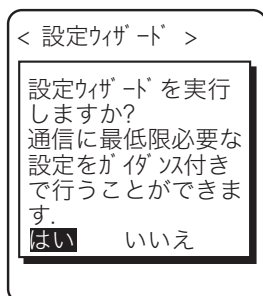 < 設定ｳｨｻﾞｰﾄﾞ >
設定ｳｨｻﾞｰﾄﾞを実行
しますか?
通信に最低限必要な
設定をｶﾞｲﾀﾞﾝｽ付き
で行うことができま
す.
はい いいえ